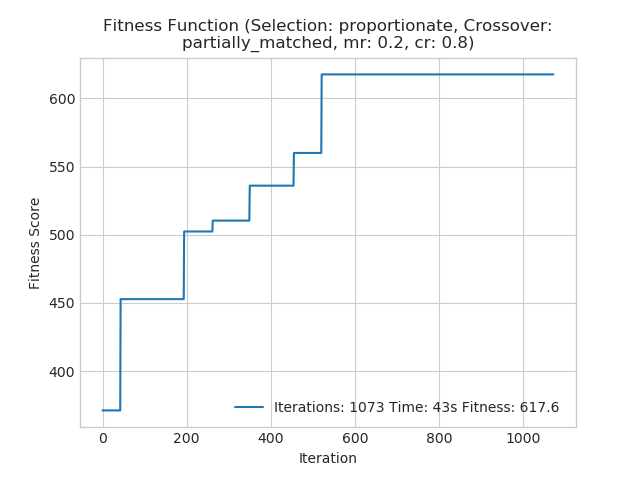 Fitness Function (Selection: proportionate, Crossover:
partially_matched, mr: 0.2, cr: 0.8)
600
550
500
450
400
Fitness Score
Iterations: 1073 Time: 43s Fitness: 617.6
0 200 400 600 800 1000
Iteration